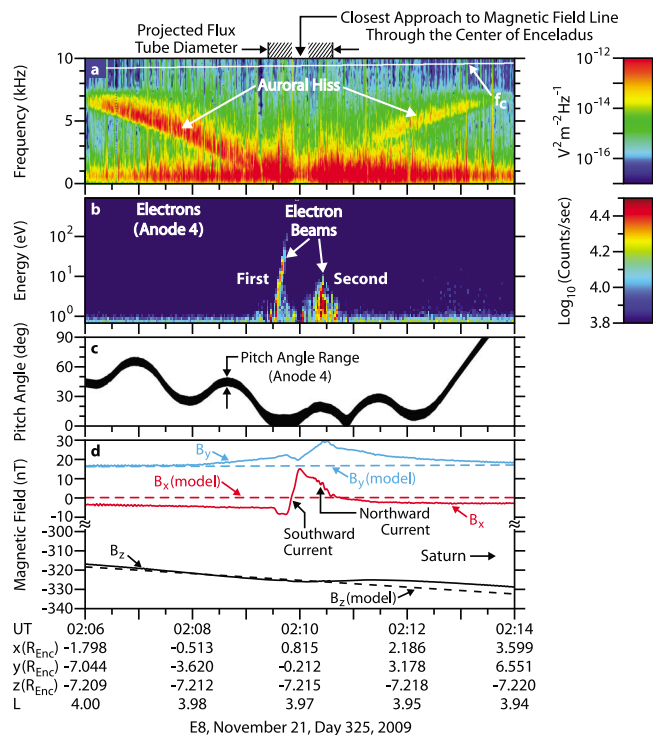 Projected Flux
Tube Diameter
Closest Approach to Magnetic Field Line
Through the Center of Enceladus
a
Auroral Hiss
f_c
Frequency (kHz)
10
5
0
10^-12
10^-14
10^-16
V^2 m^-2 Hz^-1
b
Electrons
(Anode 4)
Electron
Beams
First
Second
Energy (eV)
10^2
10^1
10^0
4.4
4.2
4.0
3.8
Log_10 (Counts/sec)
c
Pitch Angle Range
(Anode 4)
Pitch Angle (deg)
90
60
30
0
d
B_y
B_y(model)
B_x(model)
B_x
Northward
Current
Southward
Current
B_z
Saturn
B_z(model)
Magnetic Field (nT)
30
20
10
0
-10
-300
-320
-340
UT 02:06 02:08 02:10 02:12 02:14
x(R_Enc) -1.798 -0.513 0.815 2.186 3.599
y(R_Enc) -7.044 -3.620 -0.212 3.178 6.551
z(R_Enc) -7.209 -7.212 -7.215 -7.218 -7.220
L 4.00 3.98 3.97 3.95 3.94
E8, November 21, Day 325, 2009